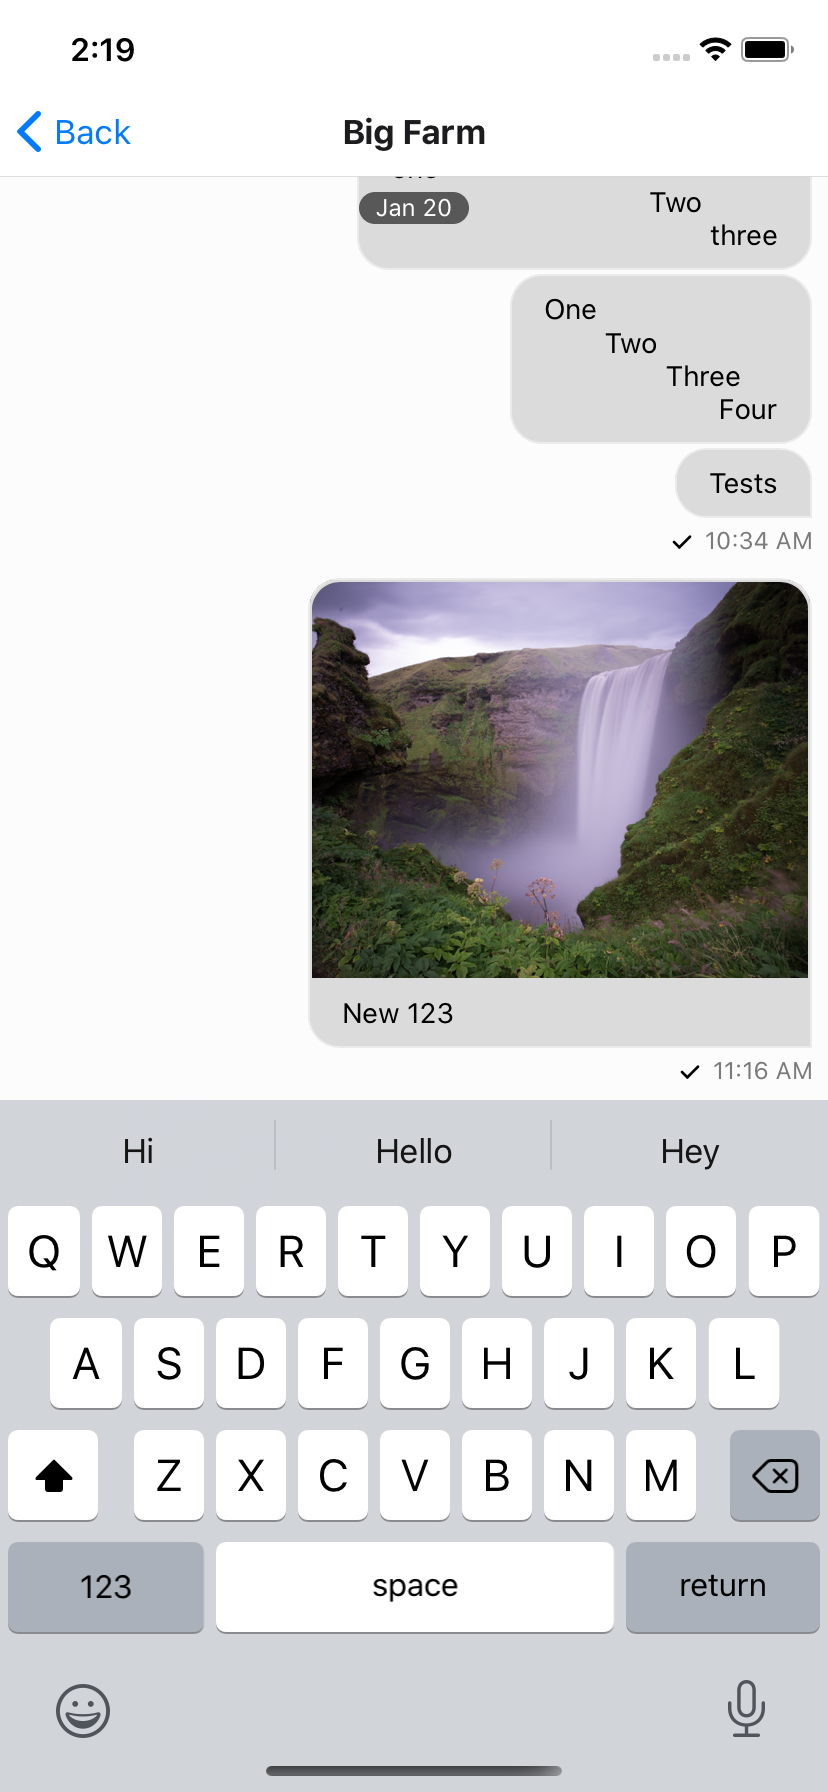 2:19
Back
Big Farm
Jan 20
Two
three
One
Two
Three
Four
Tests
10:34 AM
New 123
11:16 AM
Hi Hello Hey
Q W E R T Y U I O P
A S D F G H J K L
Z X C V B N M
123 space return